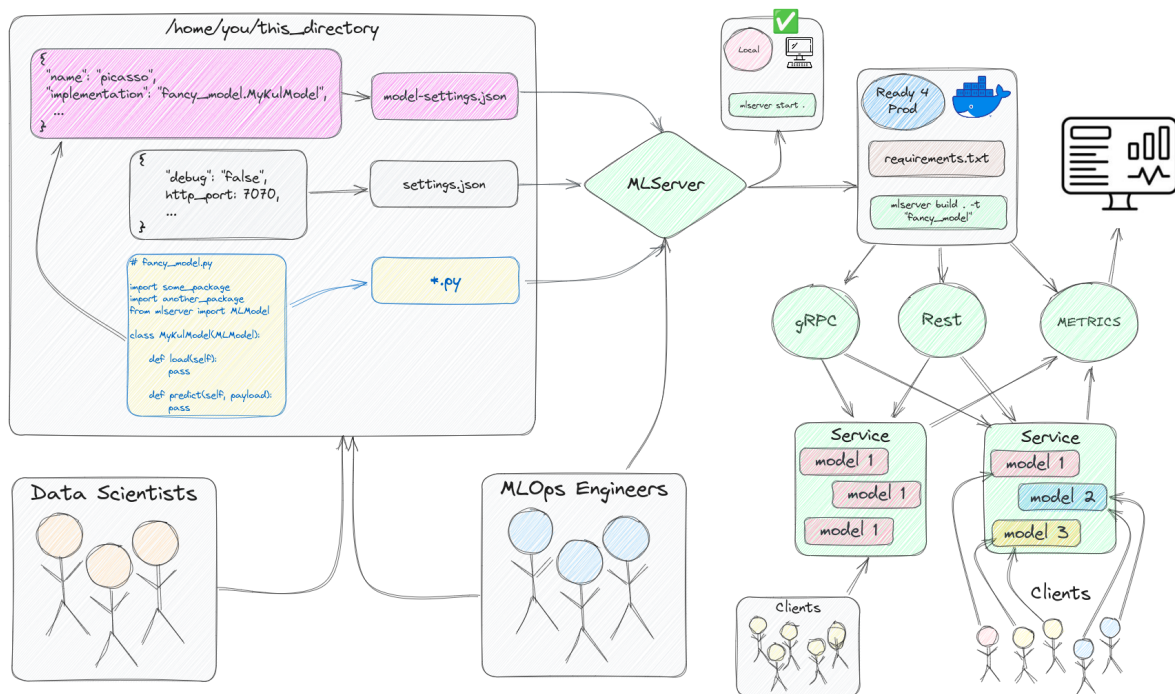 /home/you/this_directory
{
"name": "picasso",
"implementation": "fancy_model.MyKulModel",
...
}
model-settings.json
{
"debug": "false",
http_port: 7070,
...
}
settings.json
# fancy_model.py
import some_package
import another_package
from mlserver import MLModel
class MyKulModel(MLModel):
def load(self):
pass
def predict(self, payload):
pass
*.py
Data Scientists
MLOps Engineers
MLServer
Local
mlserver start .
Ready 4
Prod
requirements.txt
mlserver build . -t
"fancy_model"
gRPC
Rest
METRICS
Service
model 1
model 1
model 1
Service
model 1
model 2
model 3
Clients
Clients